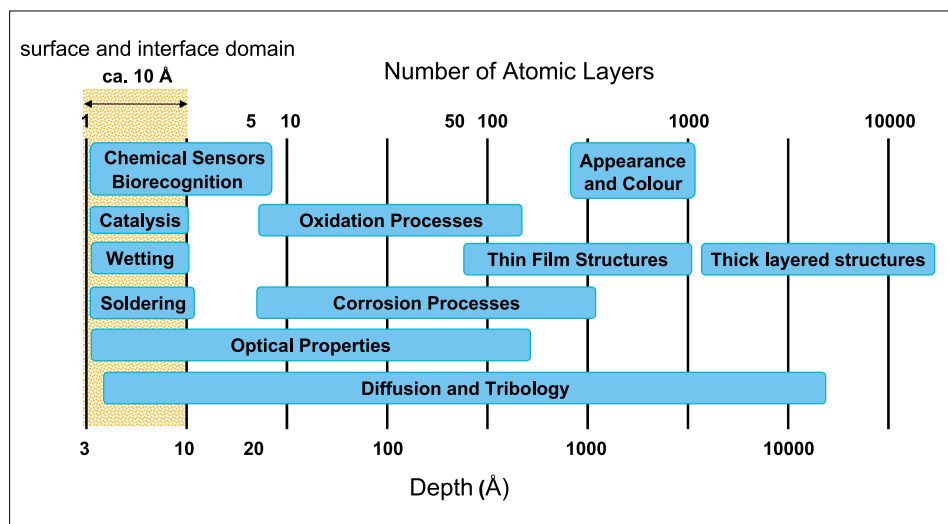 surface and interface domain
ca. 10 Å
Number of Atomic Layers
1 5 10 50 100 1000 10000
Chemical Sensors
Biorecognition
Appearance
and Colour
Catalysis
Oxidation Processes
Wetting
Thin Film Structures
Thick layered structures
Soldering
Corrosion Processes
Optical Properties
Diffusion and Tribology
3 10 20 100 1000 10000
Depth (Å)